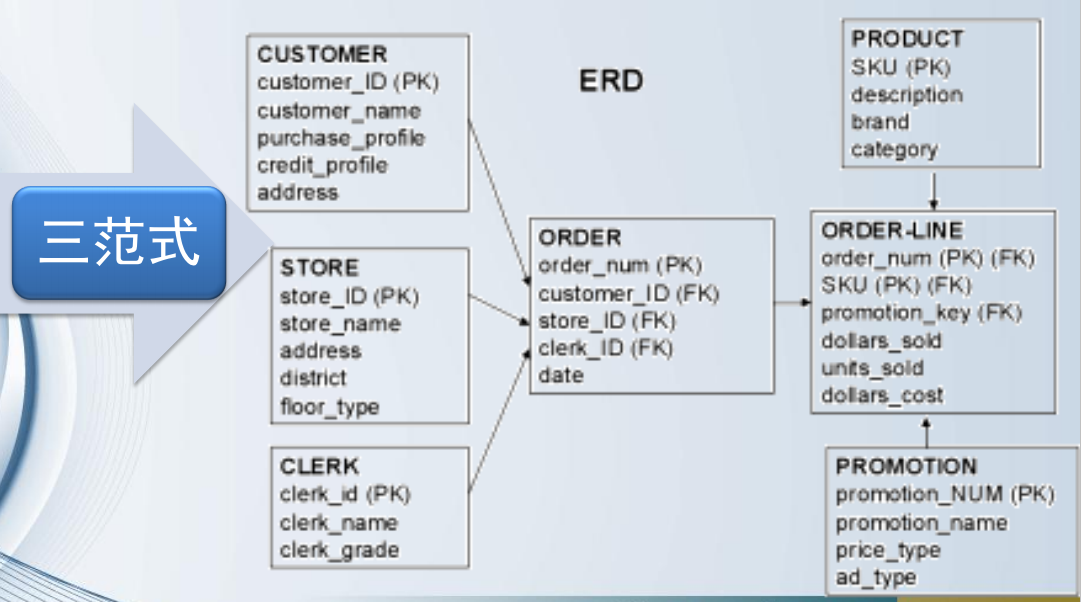 三范式
ERD
CUSTOMER
customer_ID (PK)
customer_name
purchase_profile
credit_profile
address
STORE
store_ID (PK)
store_name
address
district
floor_type
CLERK
clerk_id (PK)
clerk_name
clerk_grade
ORDER
order_num (PK)
customer_ID (FK)
store_ID (FK)
clerk_ID (FK)
date
PRODUCT
SKU (PK)
description
brand
category
ORDER-LINE
order_num (PK) (FK)
SKU (PK) (FK)
promotion_key (FK)
dollars_sold
units_sold
dollars_cost
PROMOTION
promotion_NUM (PK)
promotion_name
price_type
ad_type